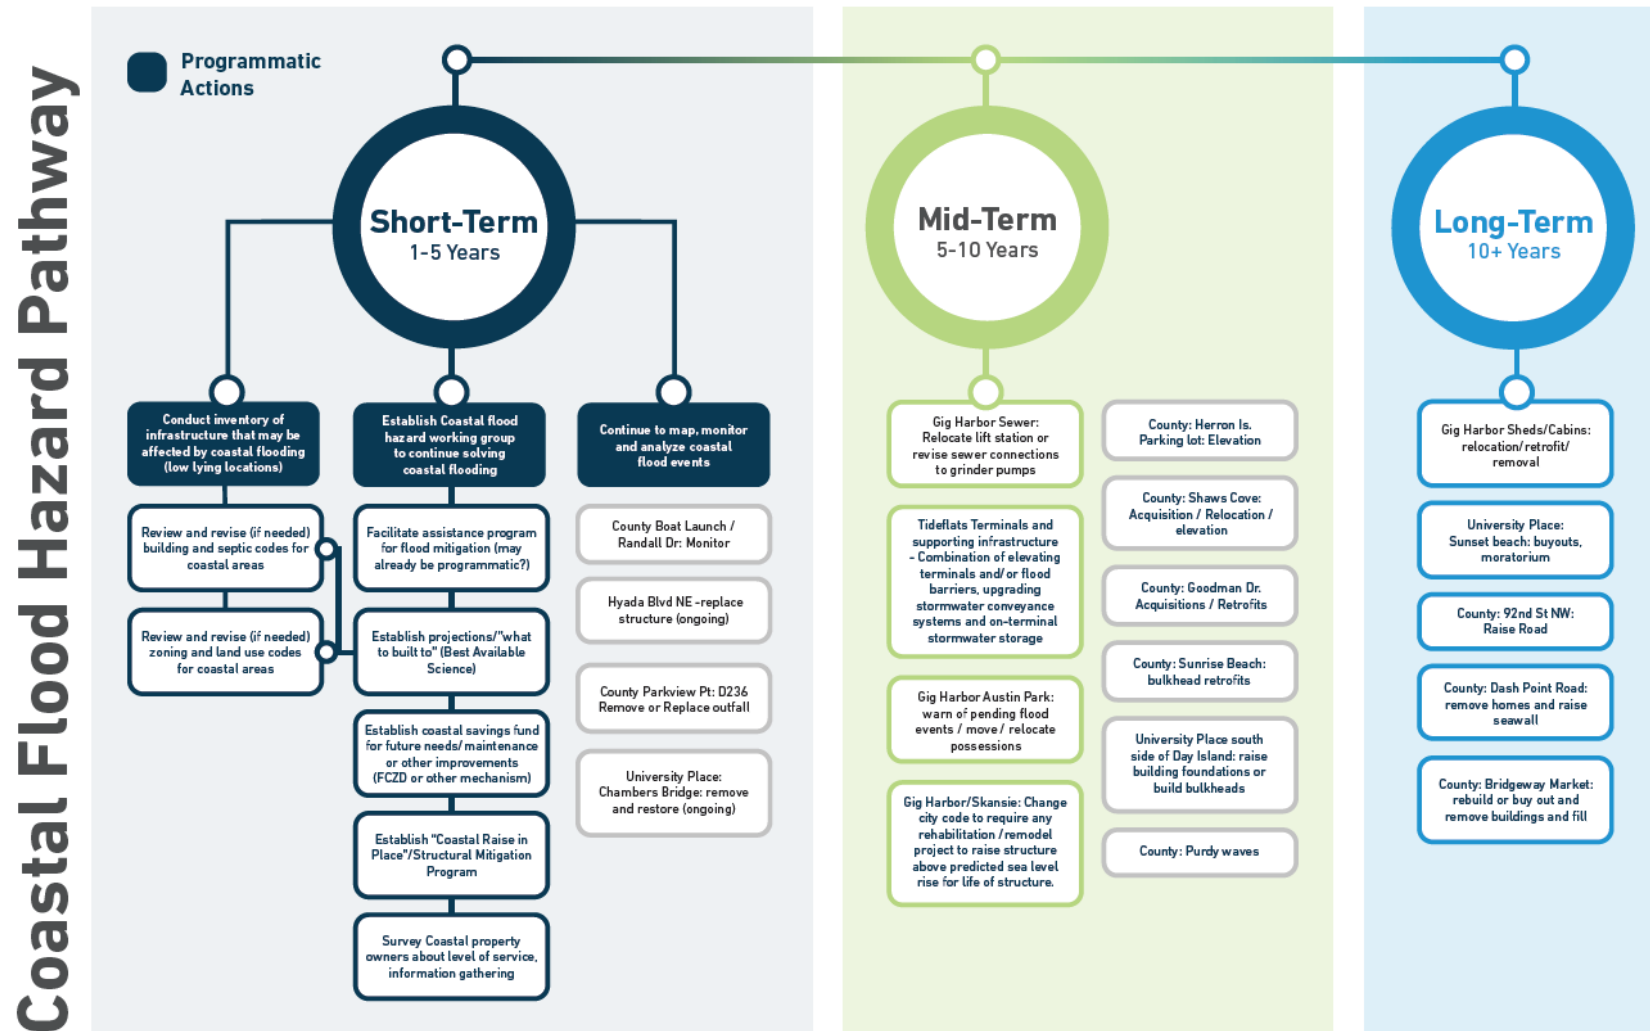 Coastal Flood Hazard Pathway
Programmatic
Actions
Short-Term
1-5 Years
Conduct inventory of
infrastructure that may be
affected by coastal flooding
(low lying locations)
Review and revise (if needed)
building and septic codes for
coastal areas
Review and revise (if needed)
zoning and land use codes
for coastal areas
Establish Coastal flood
hazard working group
to continue solving
coastal flooding
Facilitate assistance program
for flood mitigation (may
already be programmatic?)
Establish projections/"what
to built to" (Best Available
Science)
Establish coastal savings fund
for future needs/ maintenance
or other improvements
(FCZD or other mechanism)
Establish "Coastal Raise in
Place"/Structural Mitigation
Program
Survey Coastal property
owners about level of service,
information gathering
Continue to map, monitor
and analyze coastal
flood events
County Boat Launch /
Randall Dr: Monitor
Hyada Blvd NE -replace
structure (ongoing)
County Parkview Pt: D236
Remove or Replace outfall
University Place:
Chambers Bridge: remove
and restore (ongoing)
Mid-Term
5-10 Years
Gig Harbor Sewer:
Relocate lift station or
revise sewer connections
to grinder pumps
Tideflats Terminals and
supporting infrastructure
- Combination of elevating
terminals and/or flood
barriers, upgrading
stormwater conveyance
systems and on-terminal
stormwater storage
Gig Harbor Austin Park:
warn of pending flood
events / move / relocate
possessions
Gig Harbor/Skansie: Change
city code to require any
rehabilitation /remodel
project to raise structure
above predicted sea level
rise for life of structure.
County: Herron Is.
Parking lot: Elevation
County: Shaws Cove:
Acquisition / Relocation /
elevation
County: Goodman Dr.
Acquisitions / Retrofits
County: Sunrise Beach:
bulkhead retrofits
University Place south
side of Day Island: raise
building foundations or
build bulkheads
County: Purdy waves
Long-Term
10+ Years
Gig Harbor Sheds/Cabins:
relocation/retrofit/
removal
University Place:
Sunset beach: buyouts,
moratorium
County: 92nd St NW:
Raise Road
County: Dash Point Road:
remove homes and raise
seawall
County: Bridgeway Market:
rebuild or buy out and
remove buildings and fill